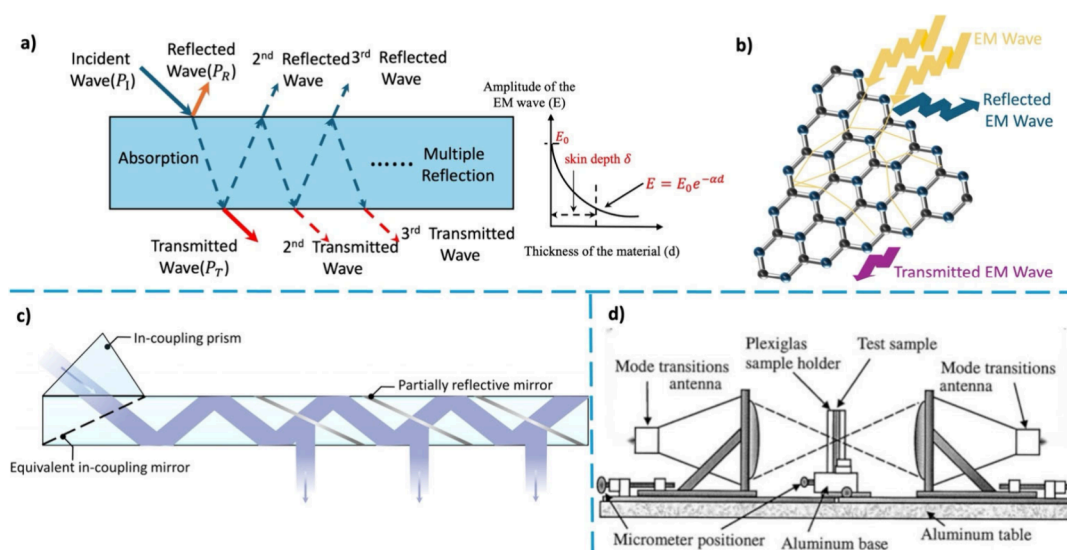 a)
Incident
Wave(P_I)
Reflected
Wave(P_R)
2nd Reflected
Wave
3rd Reflected
Wave
Absorption
......
Multiple
Reflection
Transmitted
Wave(P_T)
2nd Transmitted
Wave
3rd Transmitted
Wave
Amplitude of the
EM wave (E)
E_0
skin depth δ
E = E_0e^{-αd}
Thickness of the material (d)
b)
EM Wave
Reflected
EM Wave
Transmitted EM Wave
c)
In-coupling prism
Partially reflective mirror
Equivalent in-coupling mirror
d)
Mode transitions
antenna
Plexiglas
sample holder
Test sample
Mode transitions
antenna
Micrometer positioner
Aluminum base
Aluminum table